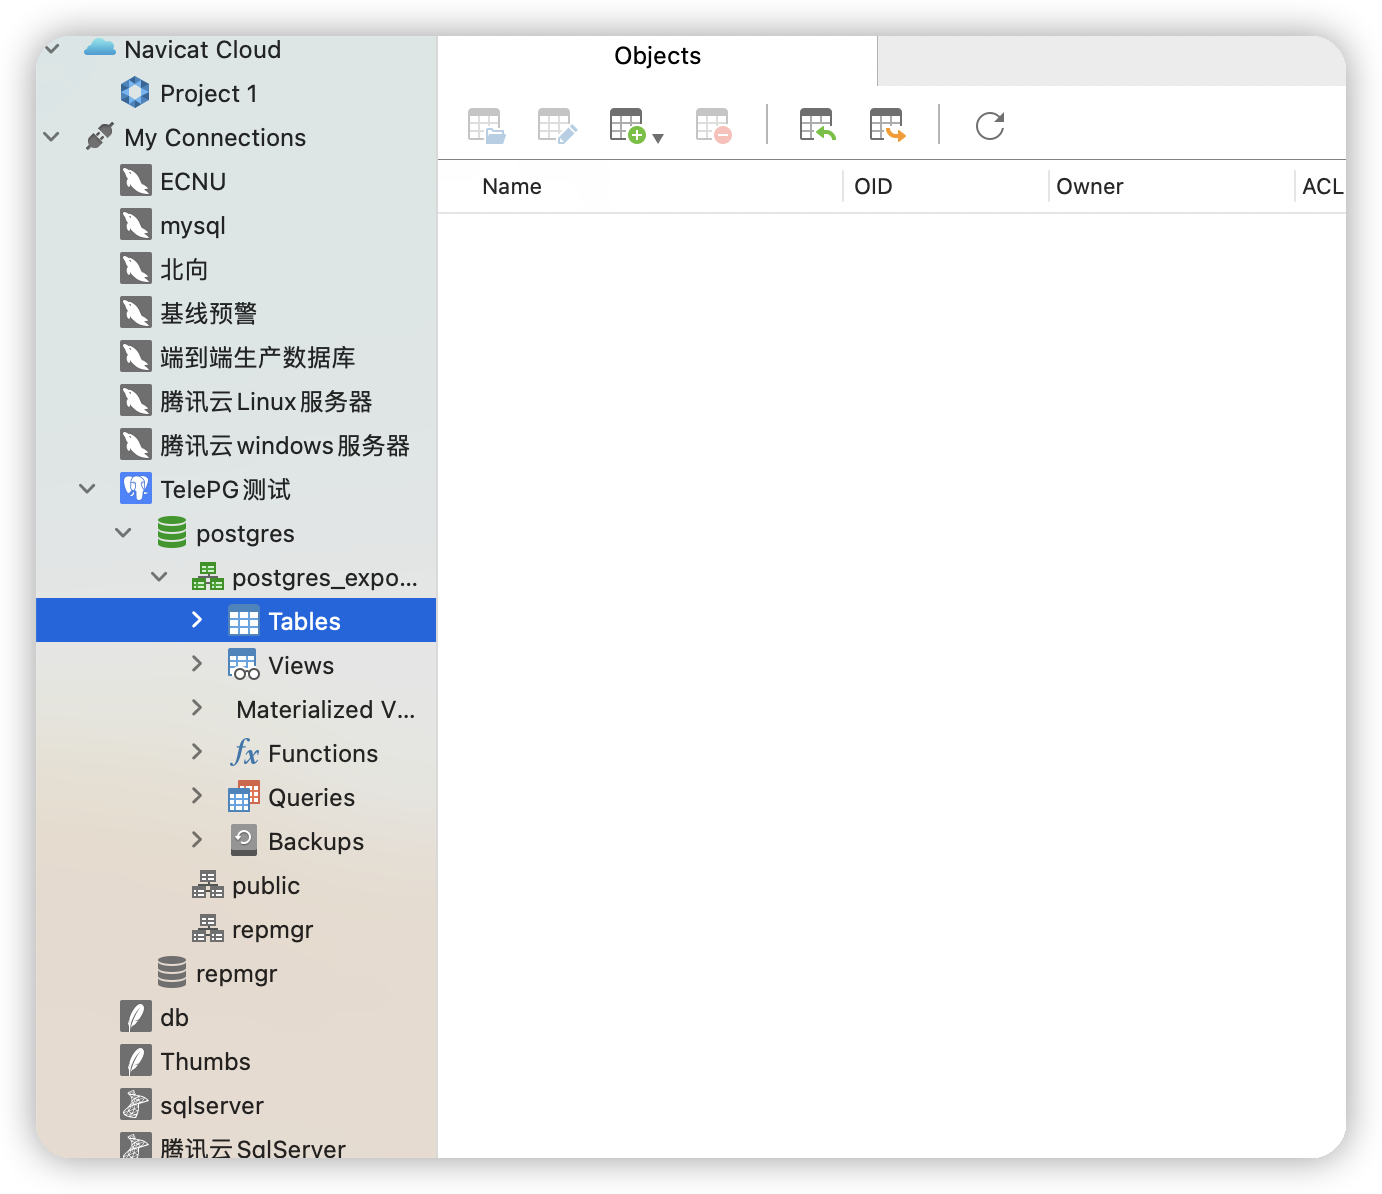 Navicat Cloud
Project 1
My Connections
ECNU
mysql
北向
基线预警
端到端生产数据库
腾讯云Linux服务器
腾讯云windows服务器
TelePG测试
postgres
postgres_expo...
Tables
Views
Materialized V...
Functions
Queries
Backups
public
repmgr
repmgr
db
Thumbs
sqlserver
腾讯云SqlServer
Objects
Name OID Owner ACL